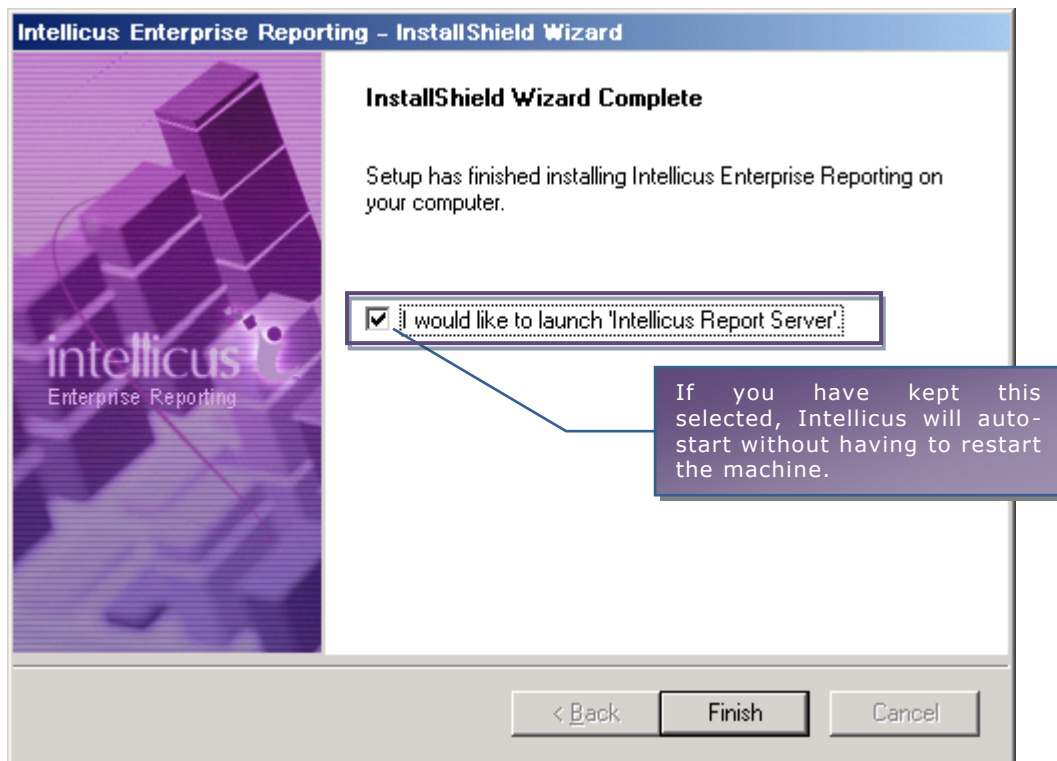 Intellicus Enterprise Reporting - InstallShield Wizard
InstallShield Wizard Complete
Setup has finished installing Intellicus Enterprise Reporting on
your computer.
I would like to launch 'Intellicus Report Server'.
intellicus
Enterprise Reporting
If you have kept this
selected, Intellicus will auto-
start without having to restart
the machine.
< Back
Finish
Cancel